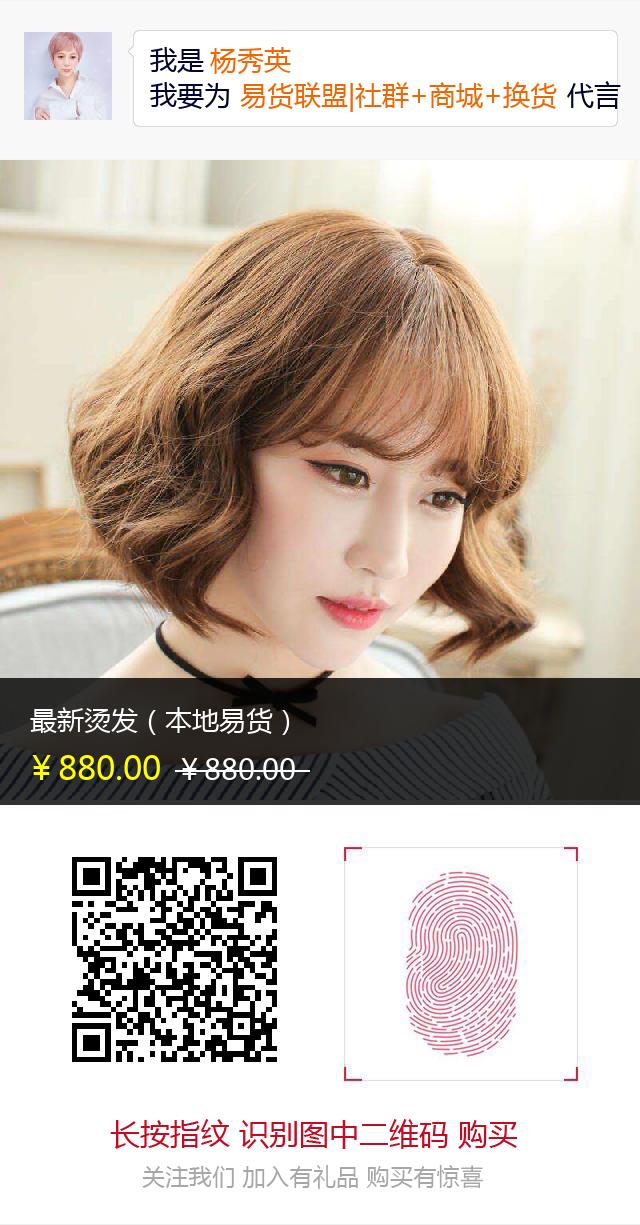 我是 杨秀英
我要为 易货联盟|社群+商城+换货 代言
最新烫发（本地易货）
￥880.00 ￥880.00
长按指纹 识别图中二维码 购买
关注我们 加入有礼品 购买有惊喜